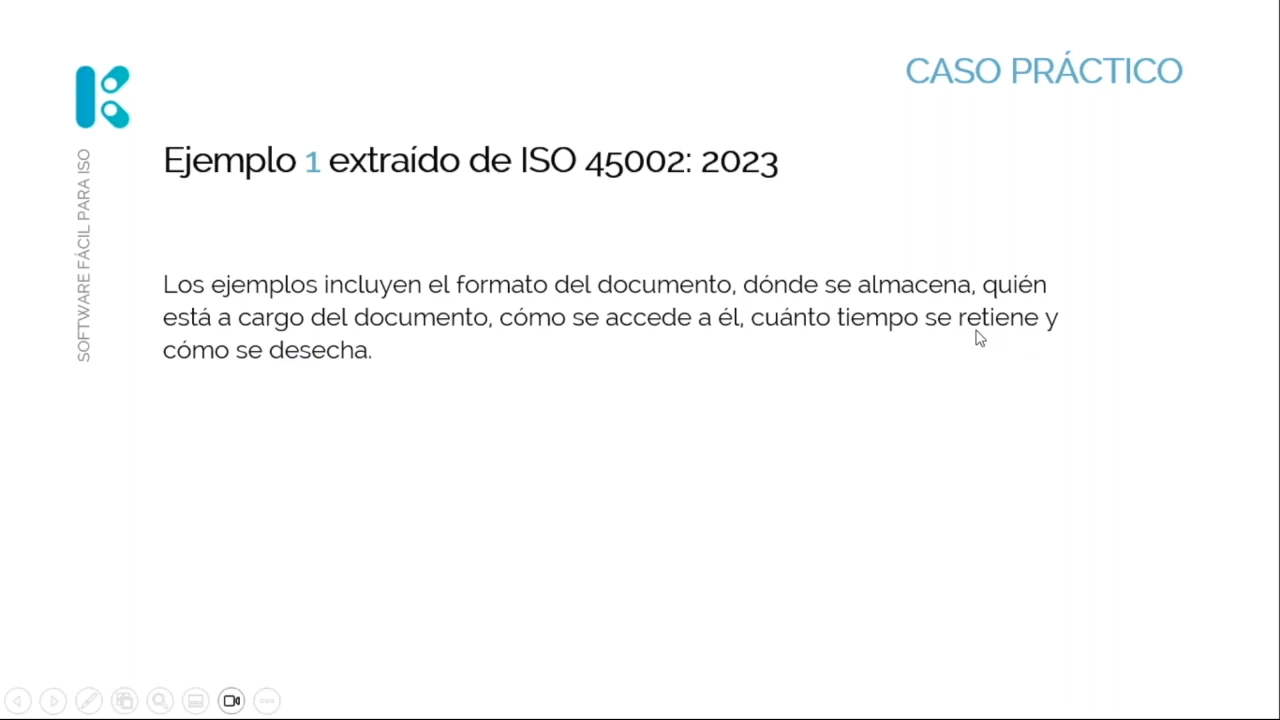 CASO PRÁCTICO
SOFTWARE FÁCIL PARA ISO
Ejemplo 1 extraído de ISO 45002: 2023
Los ejemplos incluyen el formato del documento, dónde se almacena, quién
está a cargo del documento, cómo se accede a él, cuánto tiempo se retiene y
cómo se desecha.